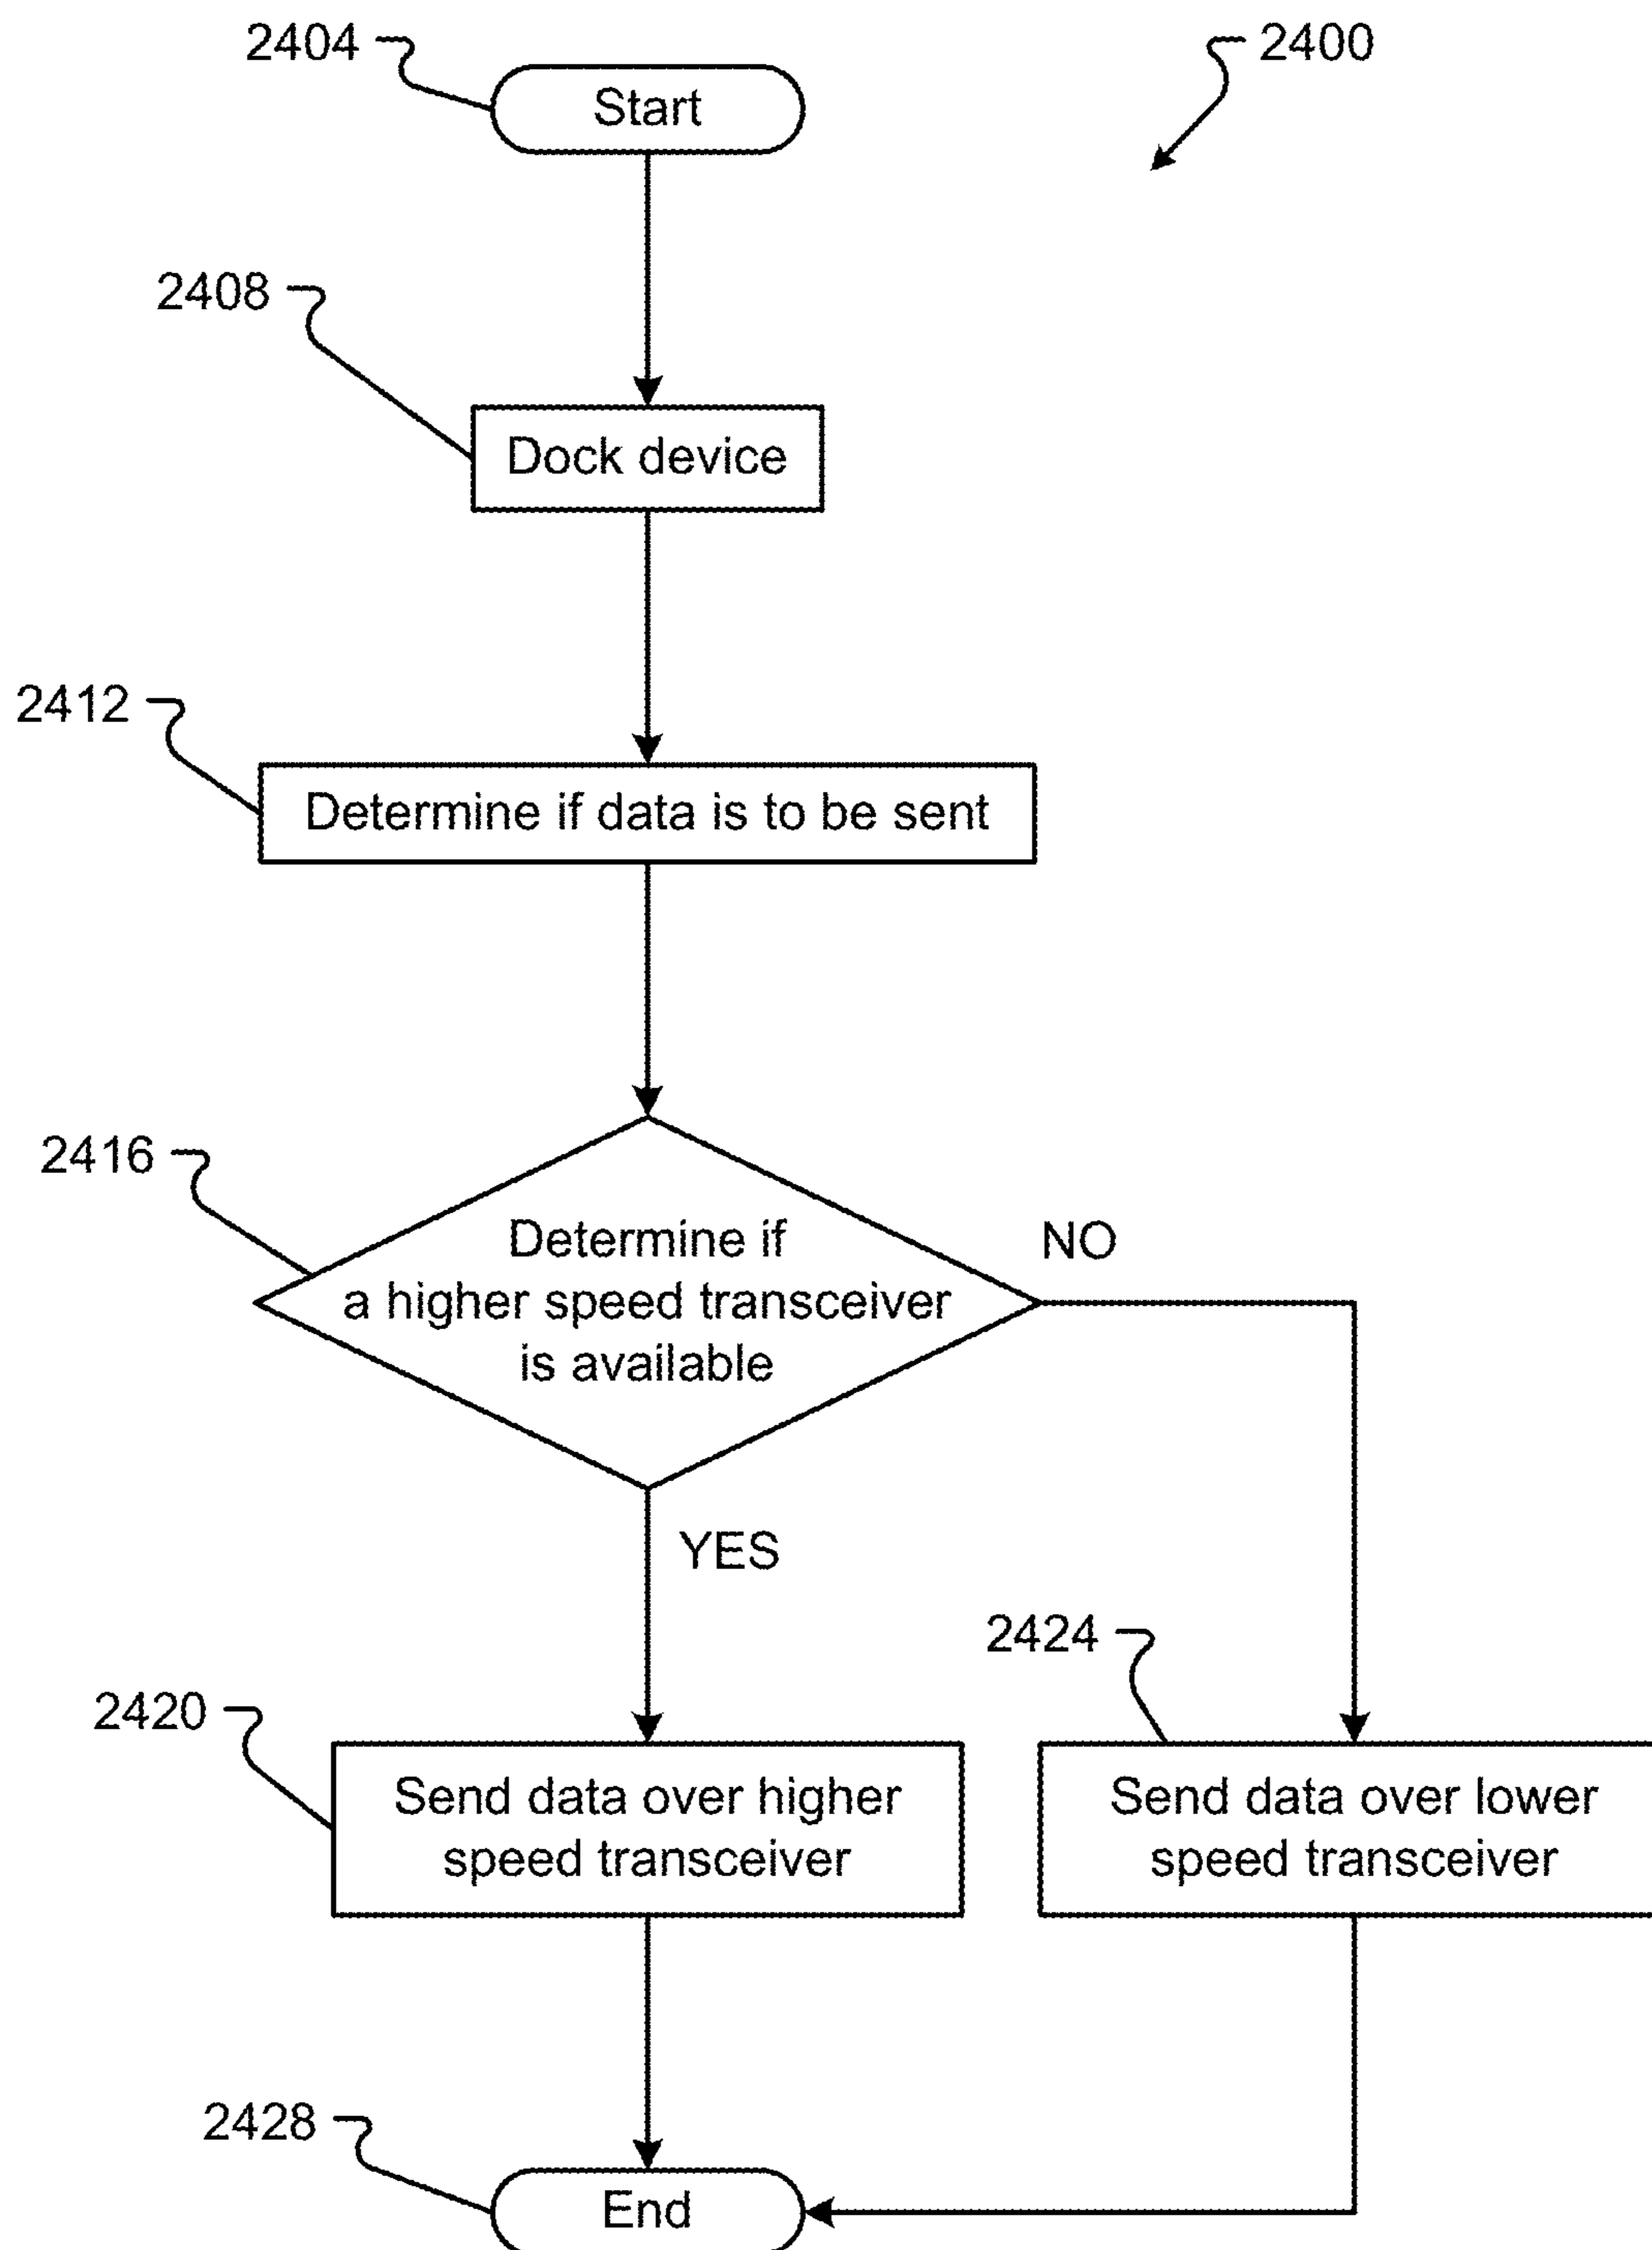 2404
2400
Start
2408
Dock device
2412
Determine if data is to be sent
2416
Determine if
a higher speed transceiver
is available
NO
YES
2424
2420
Send data over higher
speed transceiver
Send data over lower
speed transceiver
2428
End